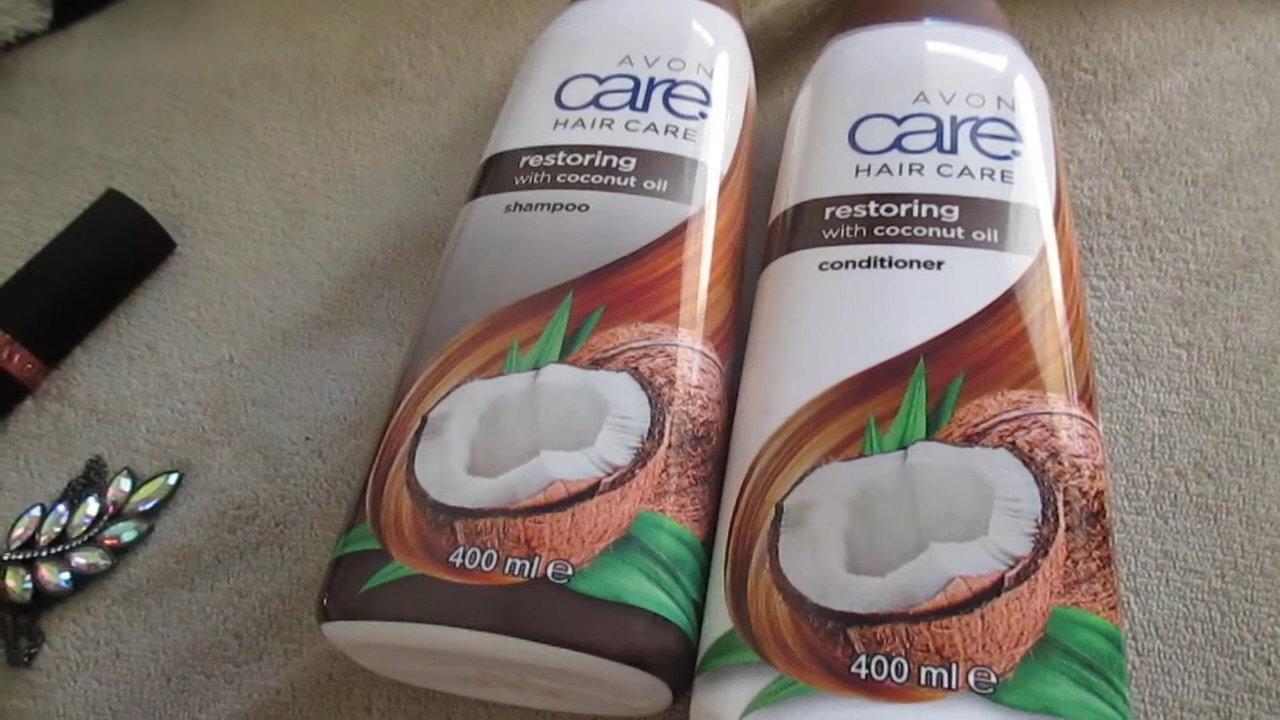 AVON
care
HAIR CARE
restoring
with coconut oil
shampoo
400 ml e
AVON
care
HAIR CARE
restoring
with coconut oil
conditioner
400 ml e